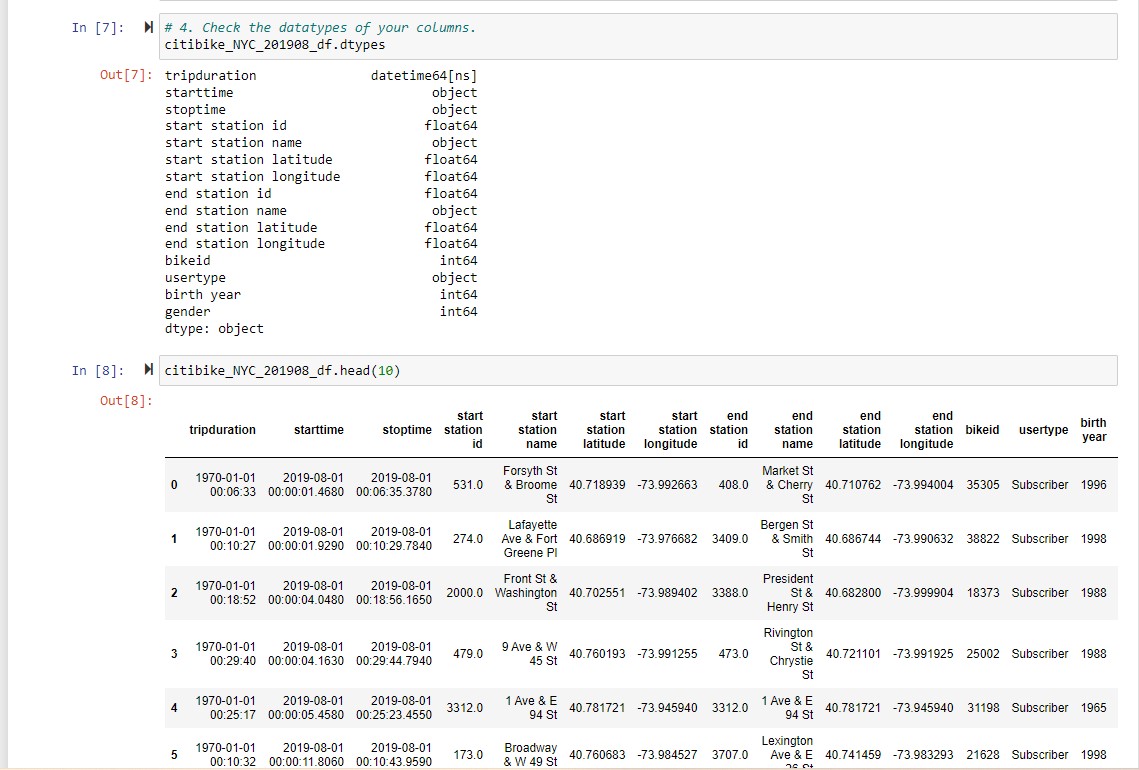 In [7]: # 4. Check the datatypes of your columns.
citibike_NYC_201908_df.dtypes
Out[7]: tripduration datetime64[ns]
starttime object
stoptime object
start station id float64
start station name object
start station latitude float64
start station longitude float64
end station id float64
end station name object
end station latitude float64
end station longitude float64
bikeid int64
usertype object
birth year int64
gender int64
dtype: object
In [8]: citibike_NYC_201908_df.head(10)
Out[8]:
start start start start end end end end
birth
tripduration starttime stoptime station station station station station station station station bikeid usertype
year
id name latitude longitude id name latitude longitude
Forsyth St Market St
1970-01-01 2019-08-01 2019-08-01
0 531.0 & Broome 40.718939 -73.992663 408.0 & Cherry 40.710762 -73.994004 35305 Subscriber 1996
00:06:33 00:00:01.4680 00:06:35.3780
St St
Lafayette Bergen St
1970-01-01 2019-08-01 2019-08-01
1 274.0 Ave & Fort 40.686919 -73.976682 3409.0 & Smith 40.686744 -73.990632 38822 Subscriber 1998
00:10:27 00:00:01.9290 00:10:29.7840
Greene Pl St
Front St & President
1970-01-01 2019-08-01 2019-08-01
2 2000.0 Washington 40.702551 -73.989402 3388.0 St & 40.682800 -73.999904 18373 Subscriber 1988
00:18:52 00:00:04.0480 00:18:56.1650
St Henry St
Rivington
1970-01-01 2019-08-01 2019-08-01 9 Ave & W St &
3 479.0 40.760193 -73.991255 473.0 40.721101 -73.991925 25002 Subscriber 1988
00:29:40 00:00:04.1630 00:29:44.7940 45 St Chrystie
St
1970-01-01 2019-08-01 2019-08-01 1 Ave & E 1 Ave & E
4 3312.0 40.781721 -73.945940 3312.0 40.781721 -73.945940 31198 Subscriber 1965
00:25:17 00:00:05.4580 00:25:23.4550 94 St 94 St
Lexington
1970-01-01 2019-08-01 2019-08-01 Broadway
5 173.0 40.760683 -73.984527 3707.0 Ave & E 40.741459 -73.983293 21628 Subscriber 1998
00:10:32 00:00:11.8060 00:10:43.9590 & W 49 St